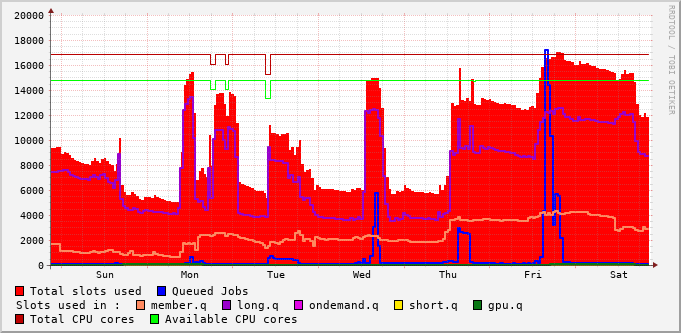 20000
18000
16000
14000
12000
10000
8000
6000
4000
2000
0
Sun Mon Tue Wed Thu Fri Sat
RRDTOOL / TOBI OETIKER
Total slots used Queued Jobs
Slots used in : member.q long.q ondemand.q short.q gpu.q
Total CPU cores Available CPU cores